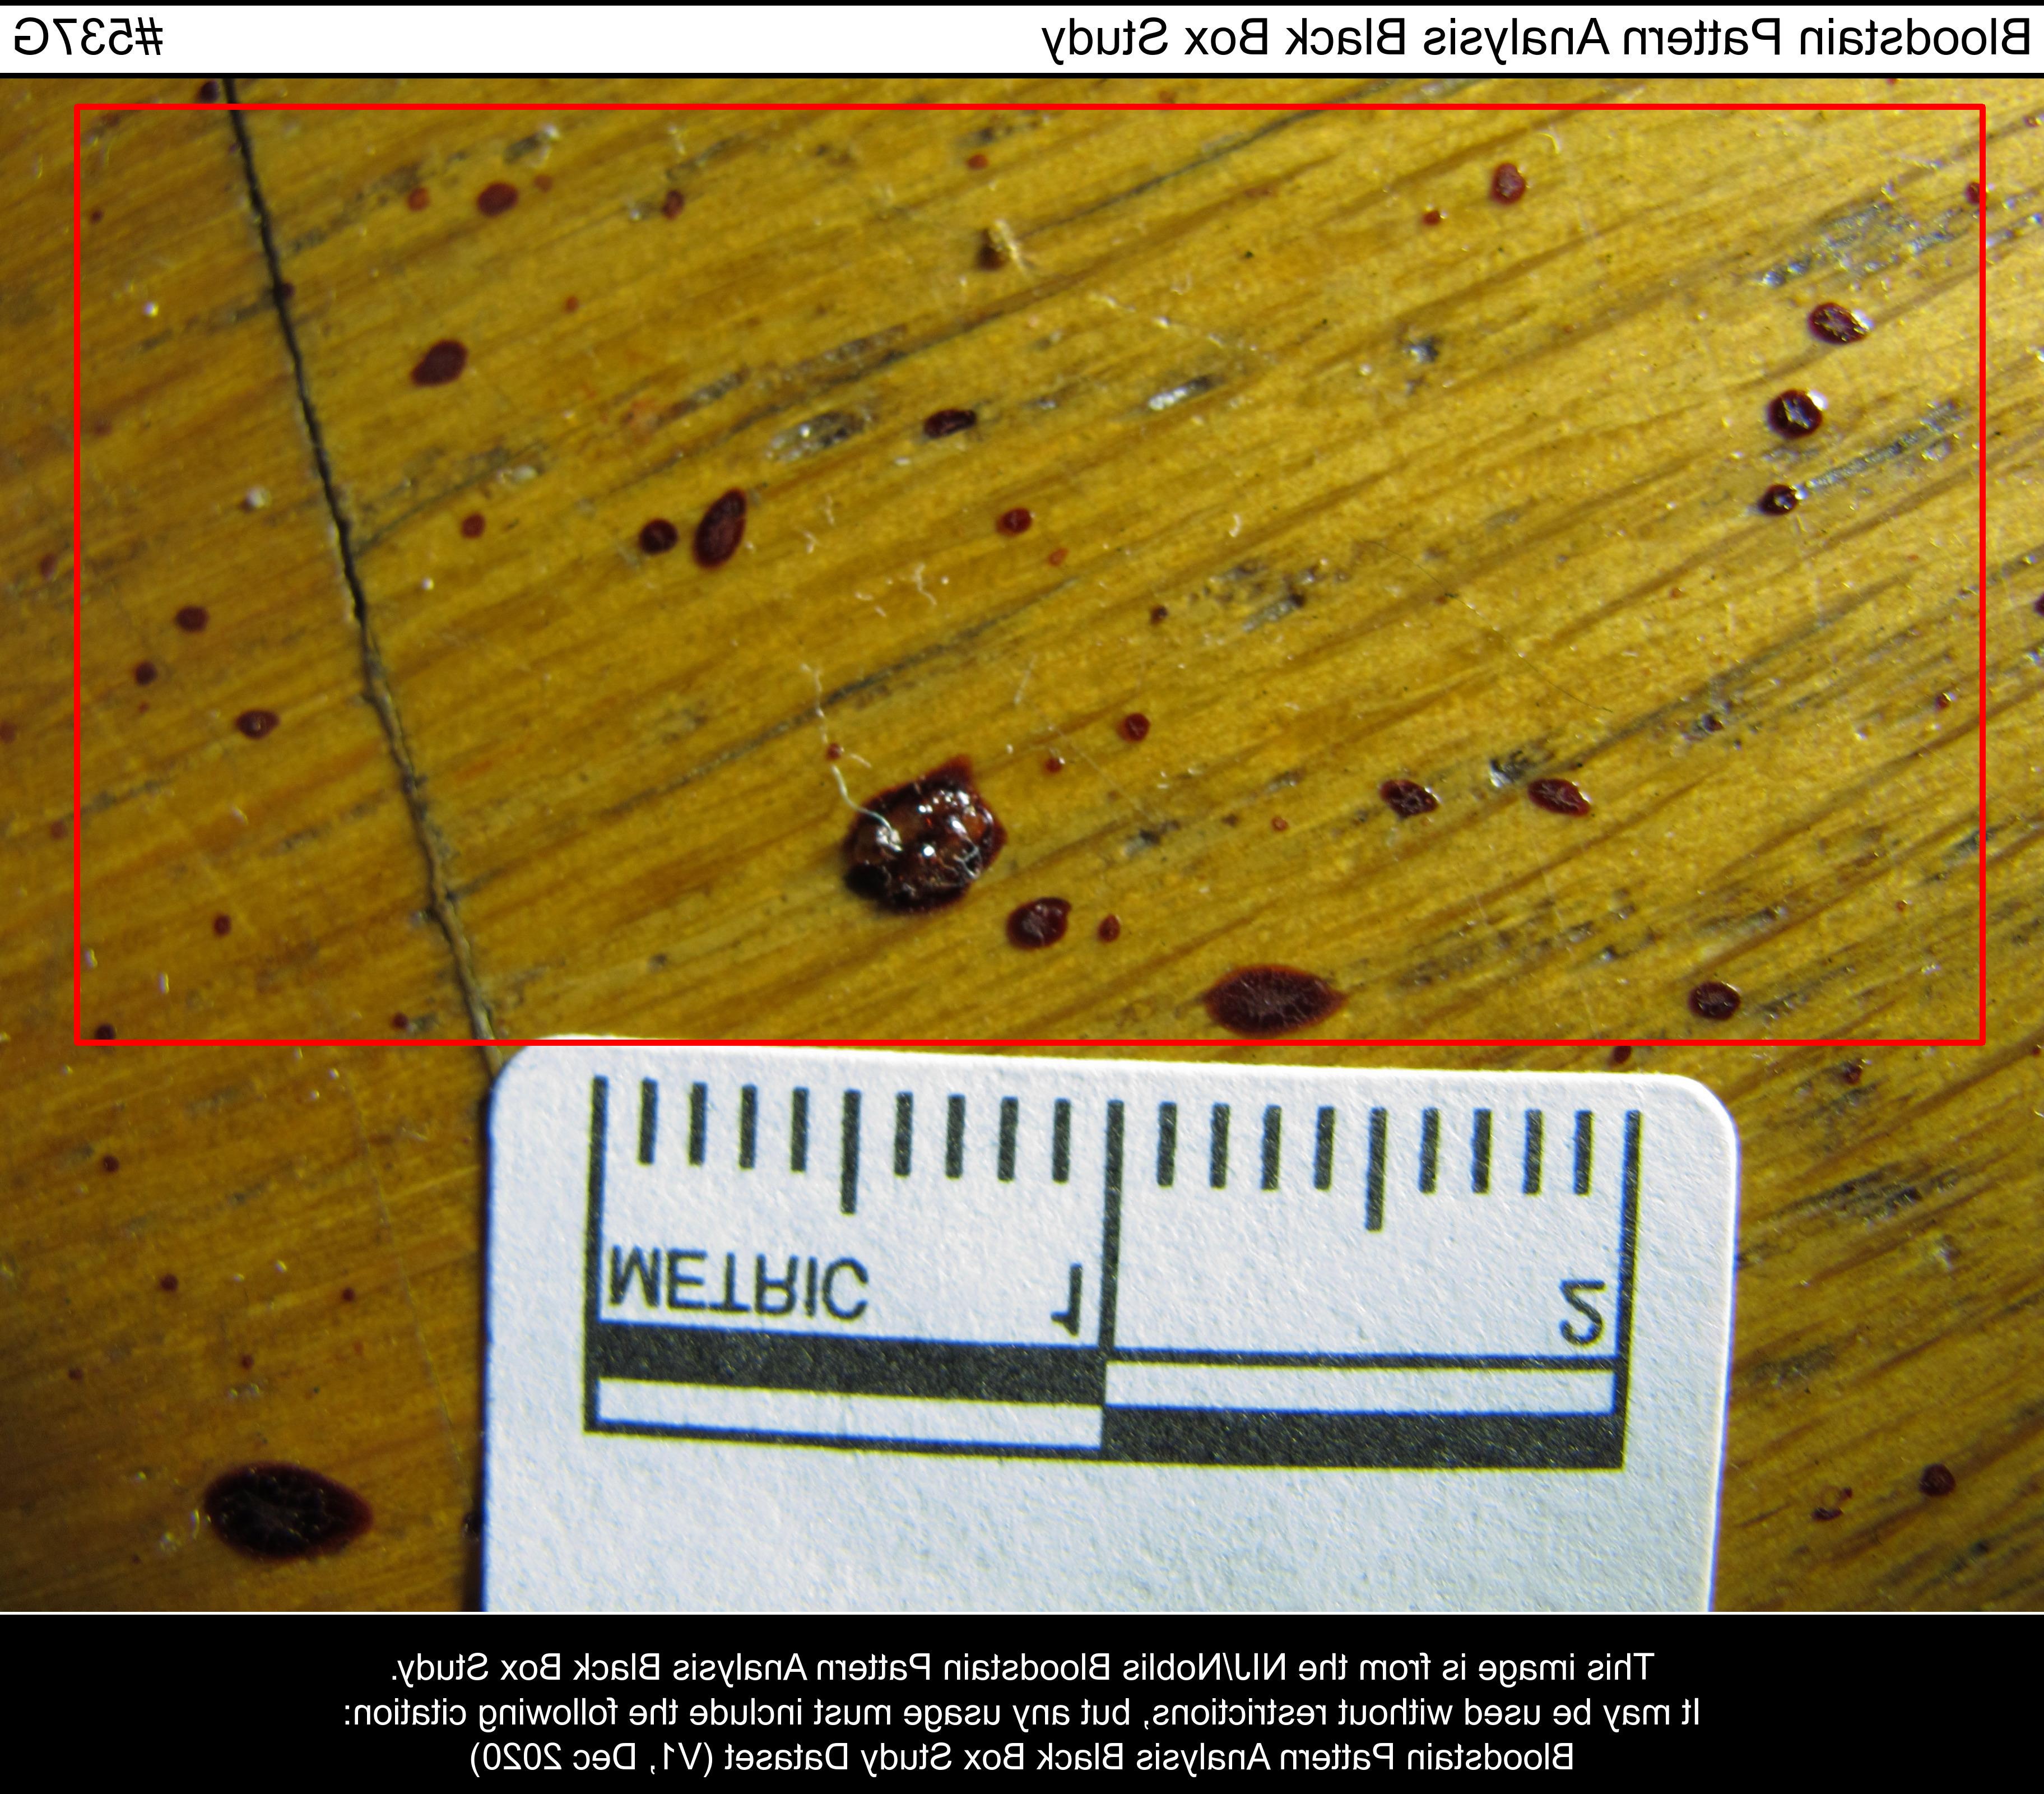 Bloodstain Pattern Analysis Black Box Study #537G
METRIC 1 2
This image is from the NIJ/Noblis Bloodstain Pattern Analysis Black Box Study.
It may be used without restrictions, but any usage must include the following citation:
Bloodstain Pattern Analysis Black Box Study Dataset (V1, Dec 2020)